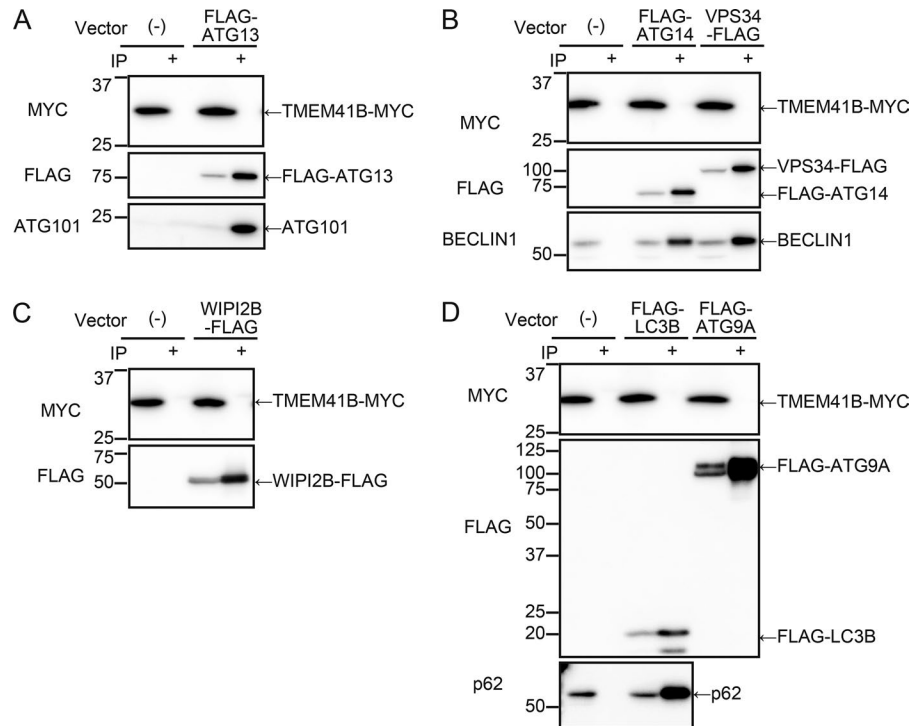 A
Vector (-) FLAG-
ATG13
IP + +
37
MYC ←TMEM41B-MYC
25
FLAG 75 ←FLAG-ATG13
25
ATG101 ←ATG101
B
Vector (-) FLAG-
ATG14 VPS34
-FLAG
IP + + +
37
←TMEM41B-MYC
MYC
25
100 ←VPS34-FLAG
75
FLAG ←FLAG-ATG14
BECLIN1 ←BECLIN1
50
C
Vector (-) WIPI2B
-FLAG
IP + +
37
←TMEM41B-MYC
MYC
25
75
FLAG 50 ←WIPI2B-FLAG
D
Vector (-) FLAG-
LC3B FLAG-
ATG9A
IP + + +
37
MYC ←TMEM41B-MYC
25
125
←FLAG-ATG9A
100
75
50
FLAG
37
25
20 ←FLAG-LC3B
p62 ←p62
50